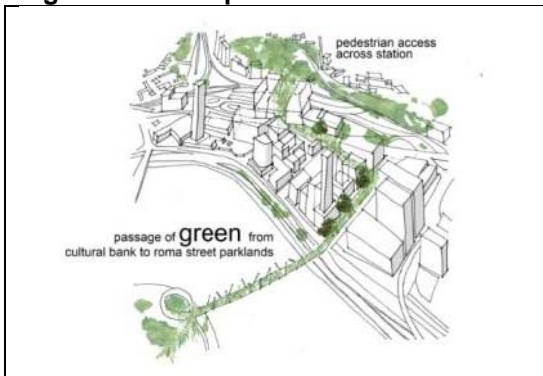 pedestrian access
across station
passage of green from
cultural bank to roma street parklands